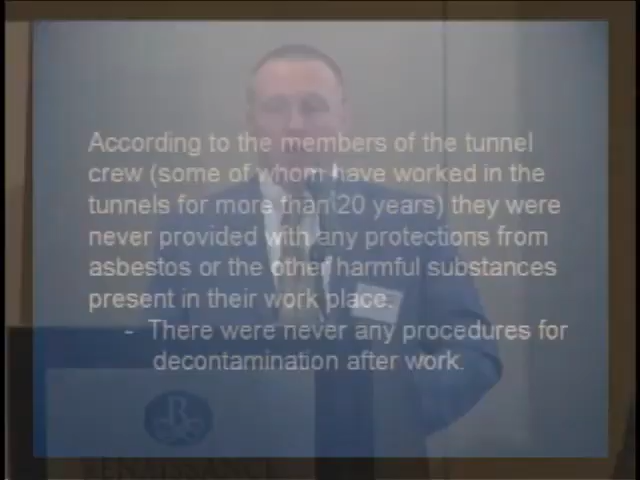 According to the members of the tunnel
crew (some of whom have worked in the
tunnels for more than 20 years) they were
never provided with any protections from
asbestos or the other harmful substances
present in their work place.
- There were never any procedures for
decontamination after work.
R
RENAISSANCE